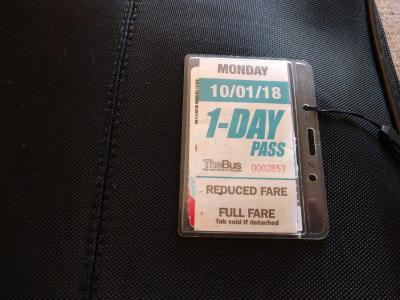 MONDAY
10/01/18
1-DAY
PASS
TheBus 0002853
REDUCED FARE
FULL FARE
Tab void if detached